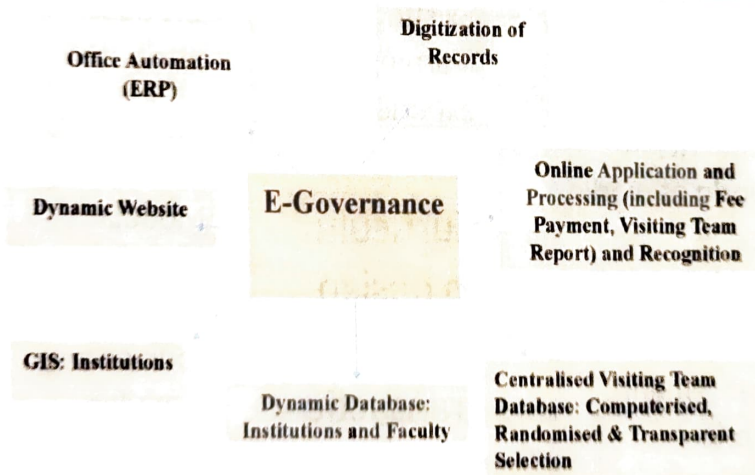 Digitization of
Records
Office Automation
(ERP)
Online Application and
Processing (including Fee
Payment, Visiting Team
Report) and Recognition
Dynamic Website
E-Governance
GIS: Institutions
Dynamic Database:
Institutions and Faculty
Centralised Visiting Team
Database: Computerised,
Randomised & Transparent
Selection